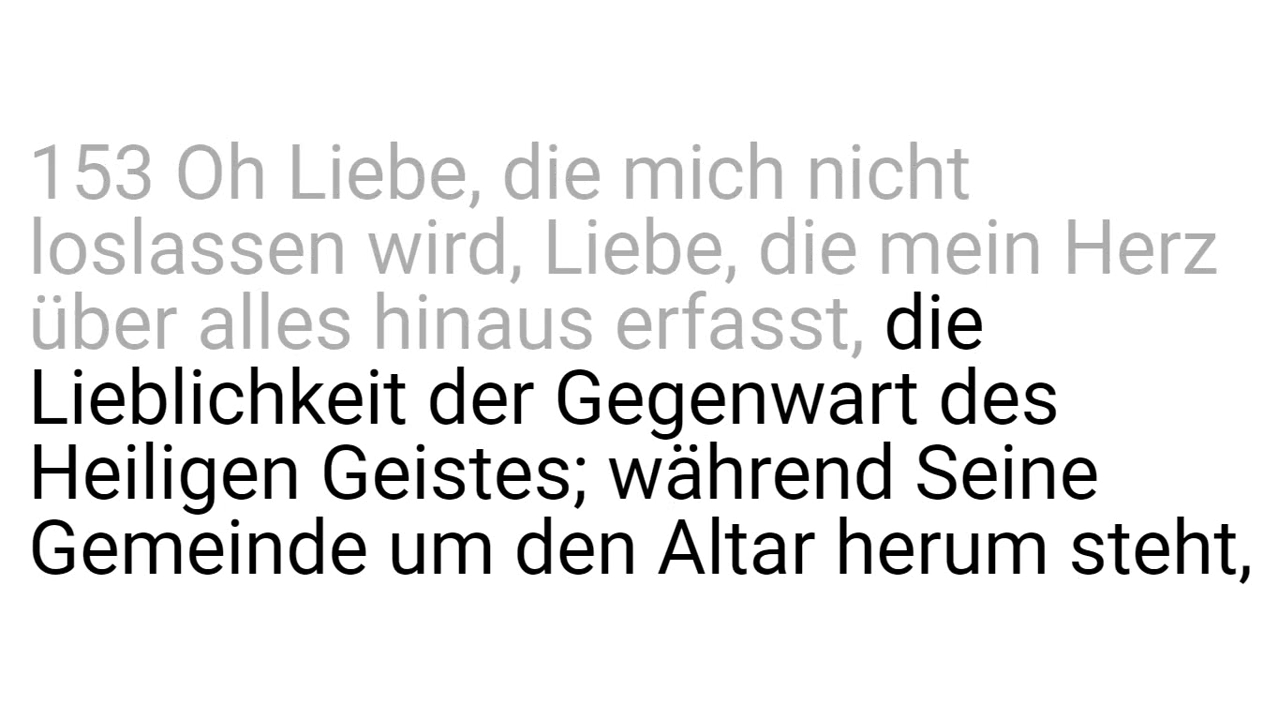 153 Oh Liebe, die mich nicht
loslassen wird, Liebe, die mein Herz
über alles hinaus erfasst, die
Lieblichkeit der Gegenwart des
Heiligen Geistes; während Seine
Gemeinde um den Altar herum steht,